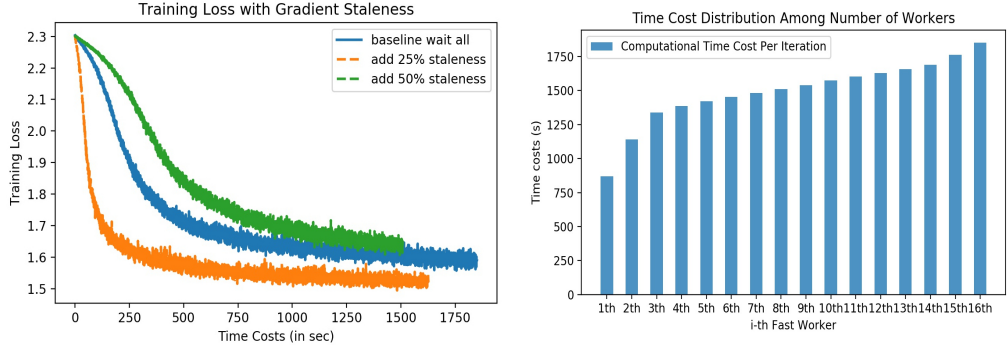 Training Loss with Gradient Staleness
2.3
2.2
2.1
2.0
1.9
1.8
1.7
1.6
1.5
Training Loss
baseline wait all
add 25% staleness
add 50% staleness
0 250 500 750 1000 1250 1500 1750
Time Costs (in sec)
Time Cost Distribution Among Number of Workers
1750
1500
1250
1000
750
500
250
0
Time costs (s)
Computational Time Cost Per Iteration
1th 2th 3th 4th 5th 6th 7th 8th 9th 10th 11th 12th 13th 14th 15th 16th
i-th Fast Worker